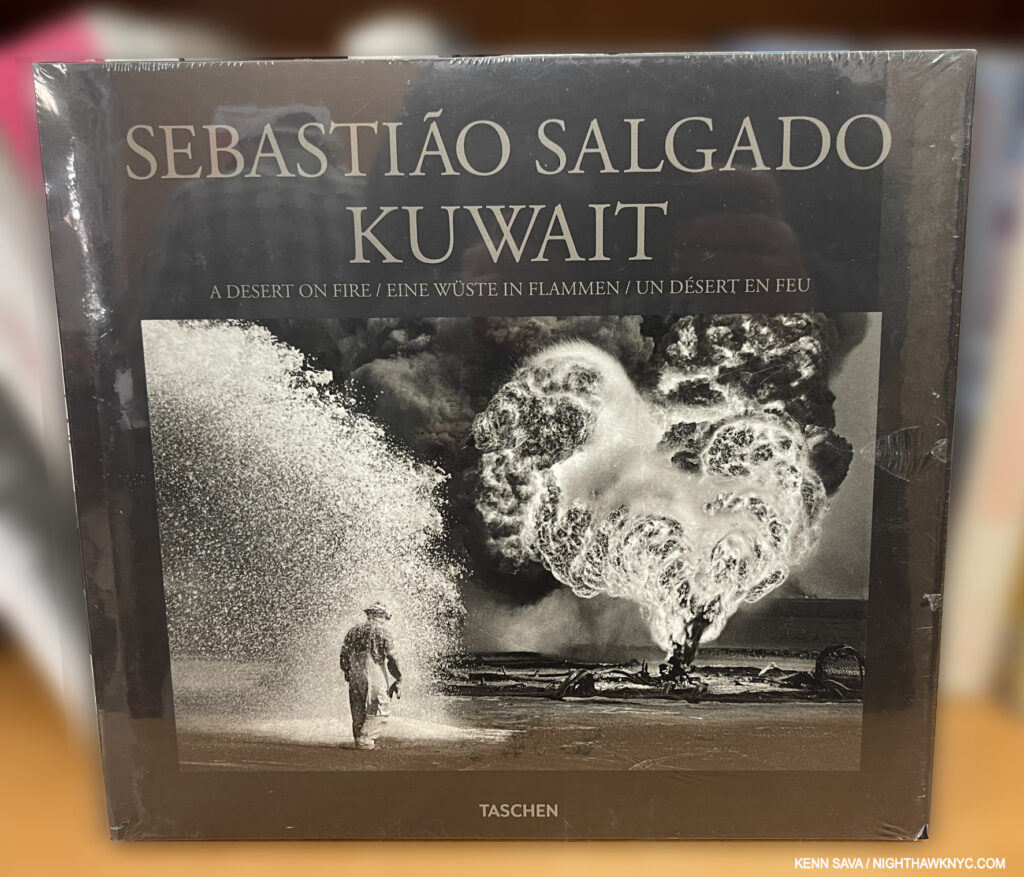 SEBASTIÃO SALGADO
KUWAIT
A DESERT ON FIRE / EINE WÜSTE IN FLAMMEN / UN DÉSERT EN FEU
TASCHEN
KENN SAVA / NIGHTHAWKNYC.COM